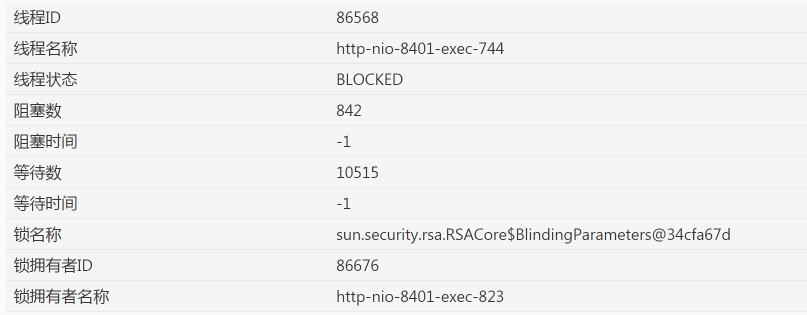 线程ID 86568
线程名称 http-nio-8401-exec-744
线程状态 BLOCKED
阻塞数 842
阻塞时间 -1
等待数 10515
等待时间 -1
锁名称 sun.security.rsa.RSACore$BlindingParameters@34cfa67d
锁拥有者ID 86676
锁拥有者名称 http-nio-8401-exec-823